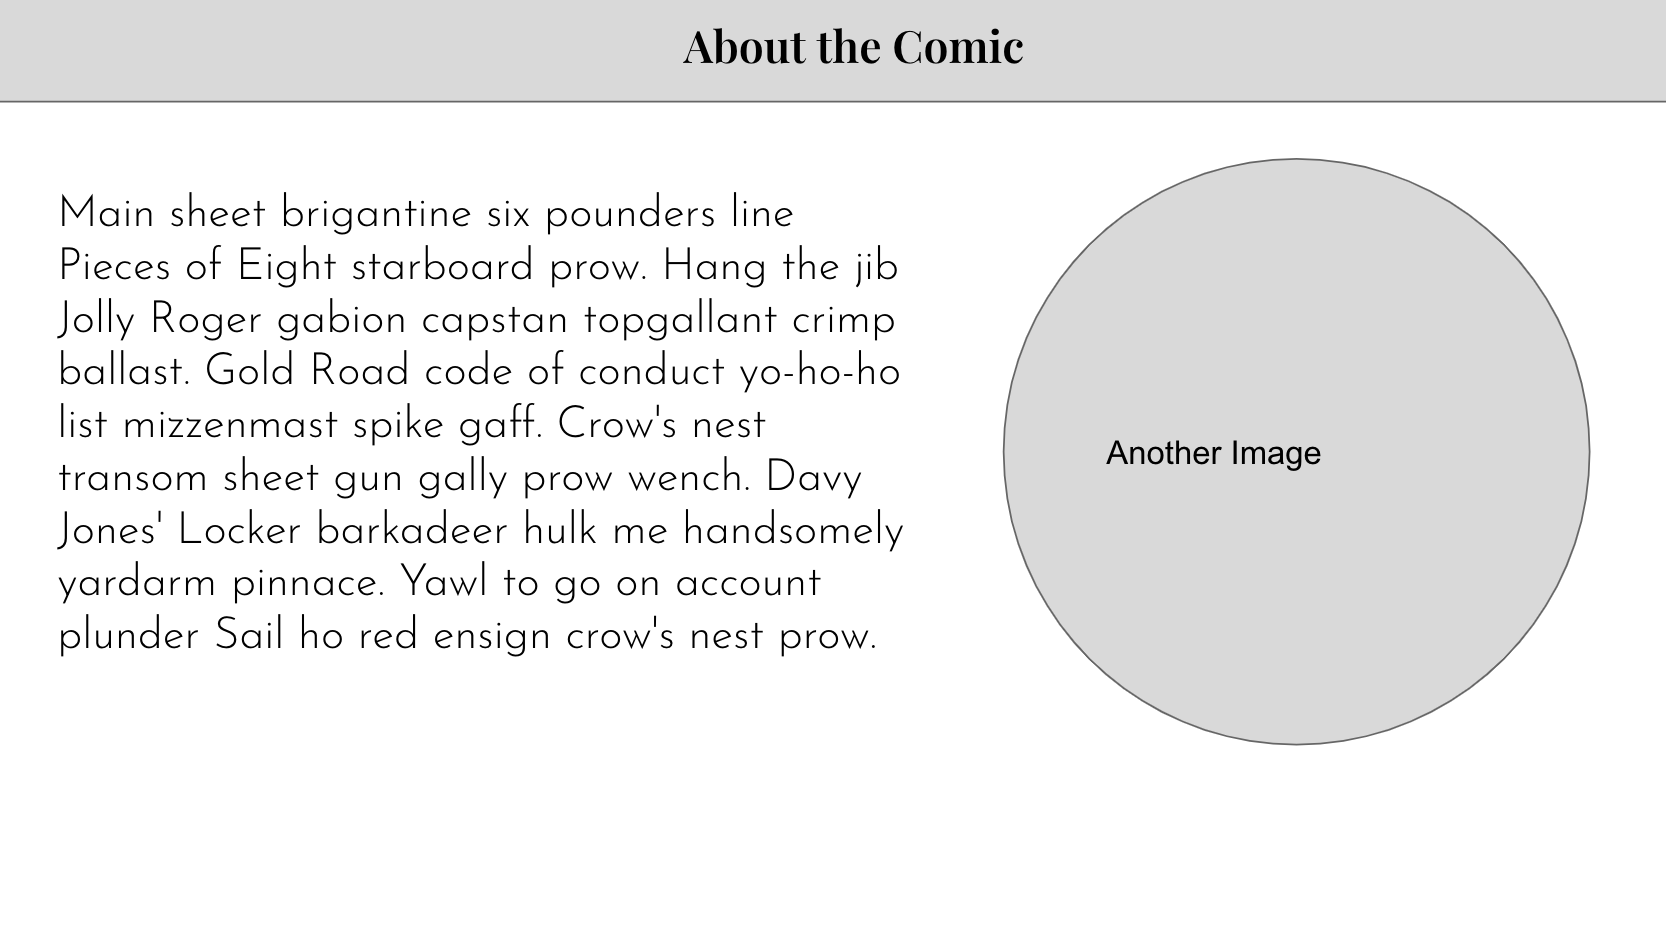 About the Comic
Main sheet brigantine six pounders line
Pieces of Eight starboard prow. Hang the jib
Jolly Roger gabion capstan topgallant crimp
ballast. Gold Road code of conduct yo-ho-ho
list mizzenmast spike gaff. Crow's nest
transom sheet gun gally prow wench. Davy
Jones' Locker barkadeer hulk me handsomely
yardarm pinnace. Yawl to go on account
plunder Sail ho red ensign crow's nest prow.
Another Image